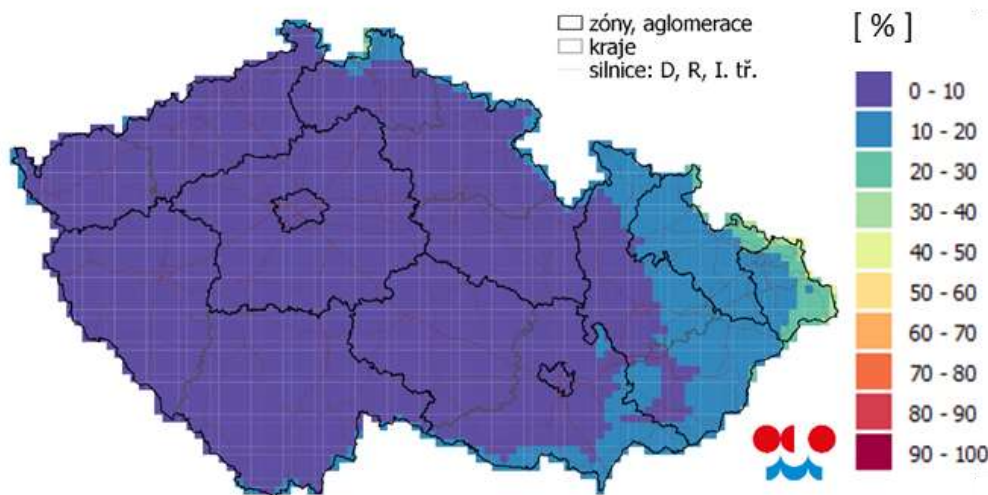 zóny, aglomerace
kraje
silnice: D, R, I. tř.
[ % ]
0 - 10
10 - 20
20 - 30
30 - 40
40 - 50
50 - 60
60 - 70
70 - 80
80 - 90
90 - 100